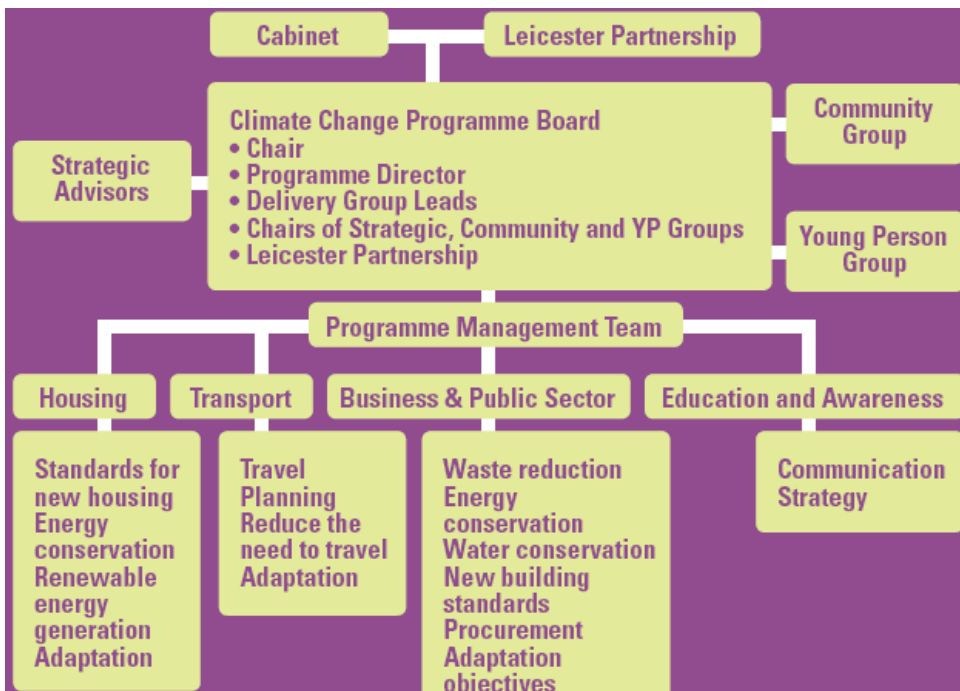 Cabinet
Leicester Partnership
Climate Change Programme Board
• Chair
• Programme Director
• Delivery Group Leads
• Chairs of Strategic, Community and YP Groups
• Leicester Partnership
Strategic
Advisors
Community
Group
Young Person
Group
Programme Management Team
Housing
Transport
Business & Public Sector
Education and Awareness
Standards for
new housing
Energy
conservation
Renewable
energy
generation
Adaptation
Travel
Planning
Reduce the
need to travel
Adaptation
Waste reduction
Energy
conservation
Water conservation
New building
standards
Procurement
Adaptation
objectives
Communication
Strategy